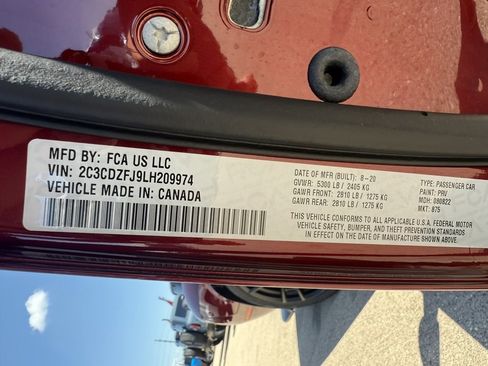 MFD BY: FCA US LLC
VIN: 2C3CDZFJ9LH209974
VEHICLE MADE IN: CANADA
DATE OF MFR (BUILT): 8-20
GVWR: 5300 LB / 2405 KG
GAWR FRONT: 2810 LB / 1275 KG
GAWR REAR: 2810 LB / 1275 KG
TYPE: PASSENGER CAR
PAINT: PRV
MDH: 080822
MKT: 875
THIS VEHICLE CONFORMS TO ALL APPLICABLE U.S.A. FEDERAL MOTOR
VEHICLE SAFETY, BUMPER, AND THEFT PREVENTION STANDARDS
IN EFFECT ON THE DATE OF MANUFACTURE SHOWN ABOVE.